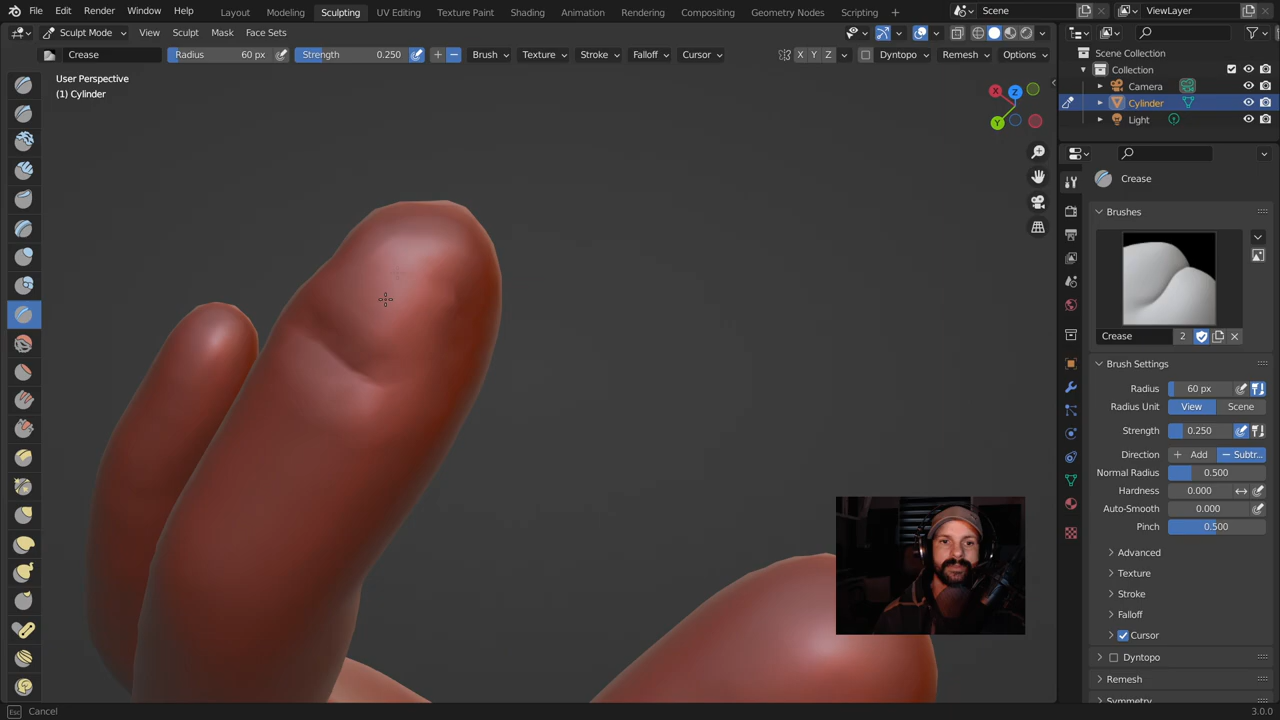 File Edit Render Window Help Layout Modeling Sculpting UV Editing Texture Paint Shading Animation Rendering Compositing Geometry Nodes Scripting Scene ViewLayer
Sculpt Mode View Sculpt Mask Face Sets
Crease Radius 60 px Strength 0.250 Brush Texture Stroke Falloff Cursor X Y Z Dyntopo Remesh Options
User Perspective
(1) Cylinder
X Z
Y
Scene Collection
Collection
Camera
Cylinder
Light
Crease
Brushes
Crease 2
Brush Settings
Radius 60 px
Radius Unit View Scene
Strength 0.250
Direction + Add − Subtr...
Normal Radius 0.500
Hardness 0.000
Auto-Smooth 0.000
Pinch 0.500
Advanced
Texture
Stroke
Falloff
Cursor
Dyntopo
Remesh
Symmetry
Esc Cancel 3.0.0